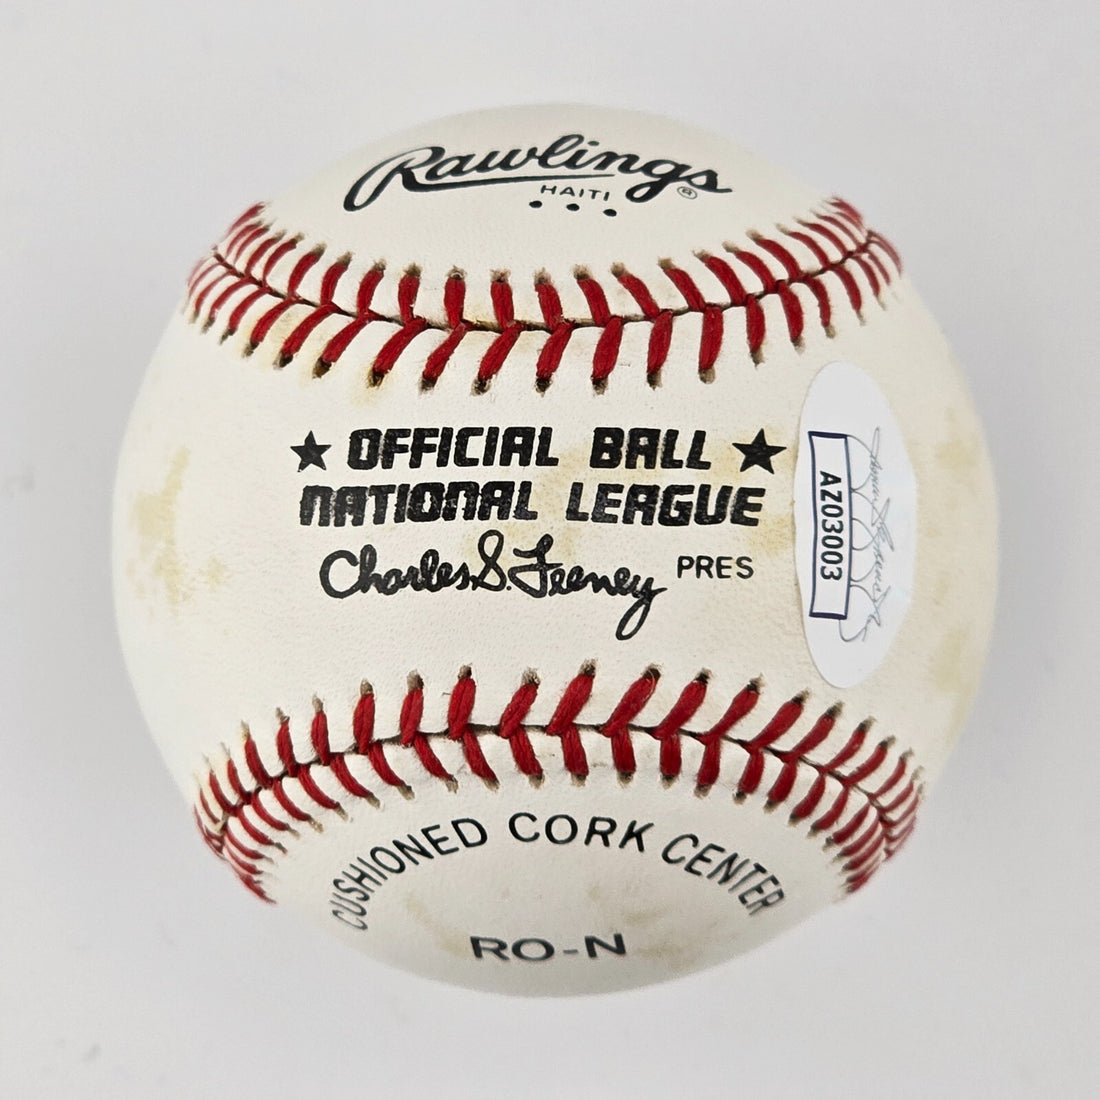 Rawlings
HAITI ®
★ OFFICIAL BALL ★
NATIONAL LEAGUE
Charles S. Feeney PRES
AZ03003
CUSHIONED CORK CENTER
RO-N